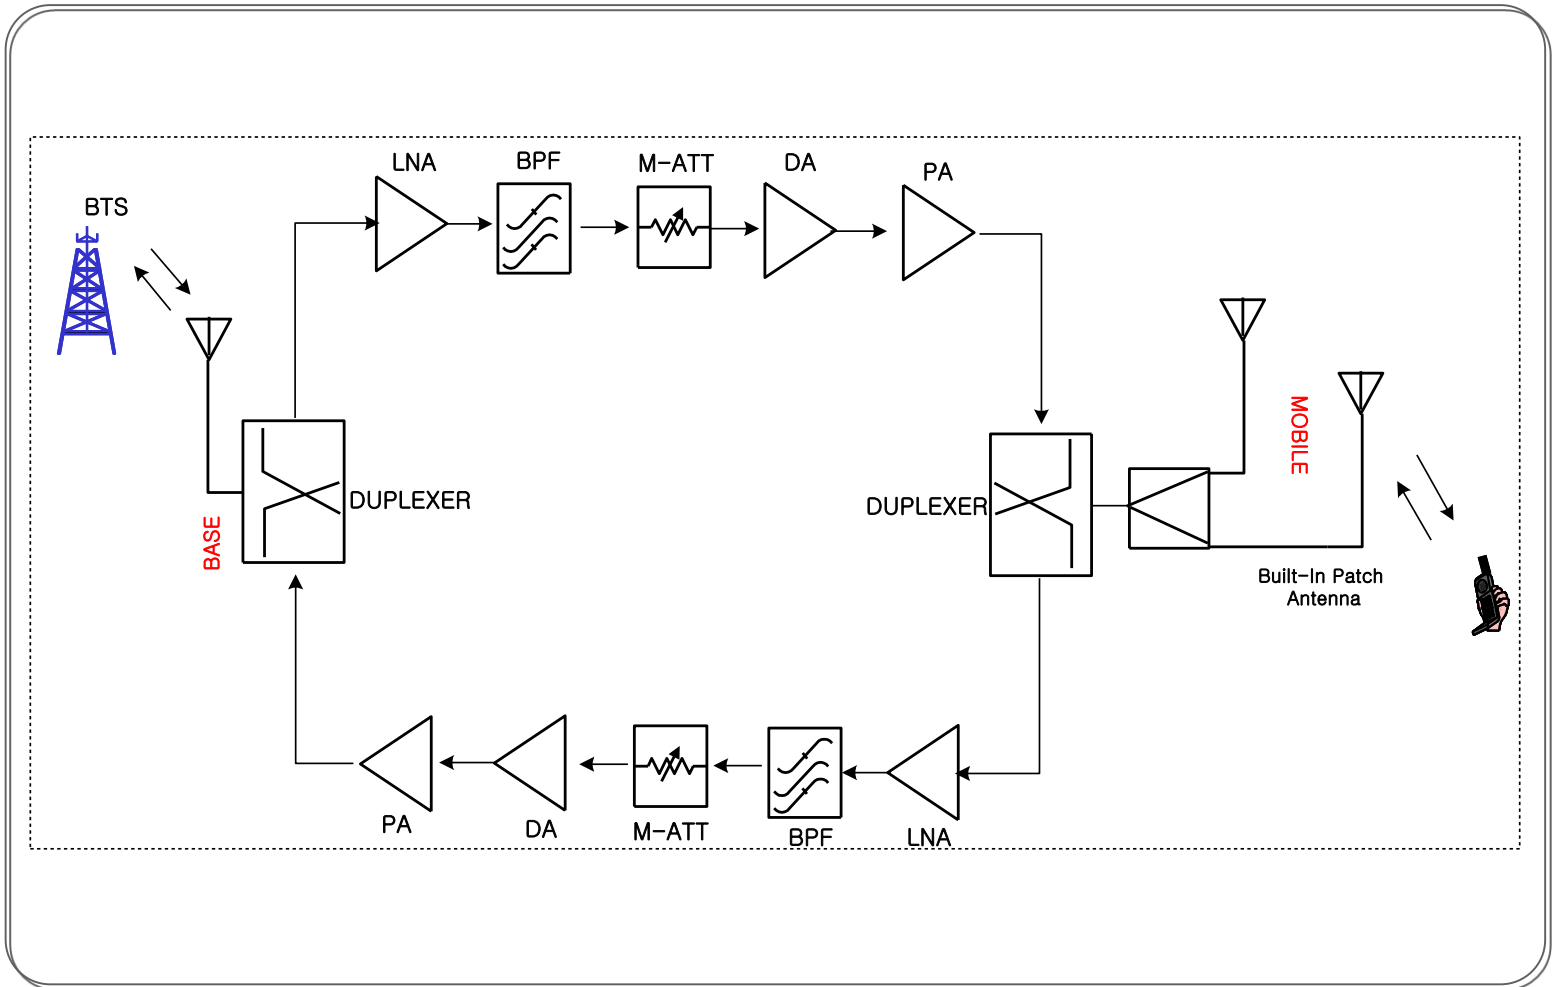 LNA
BPF
M-ATT
DA
PA
BTS
MOBILE
DUPLEXER
DUPLEXER
BASE
Built-In Patch
Antenna
PA
DA
M-ATT
BPF
LNA